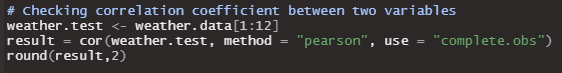 # Checking correlation coefficient between two variables
weather.test <- weather.data[1:12]
result = cor(weather.test, method = "pearson", use = "complete.obs")
round(result,2)